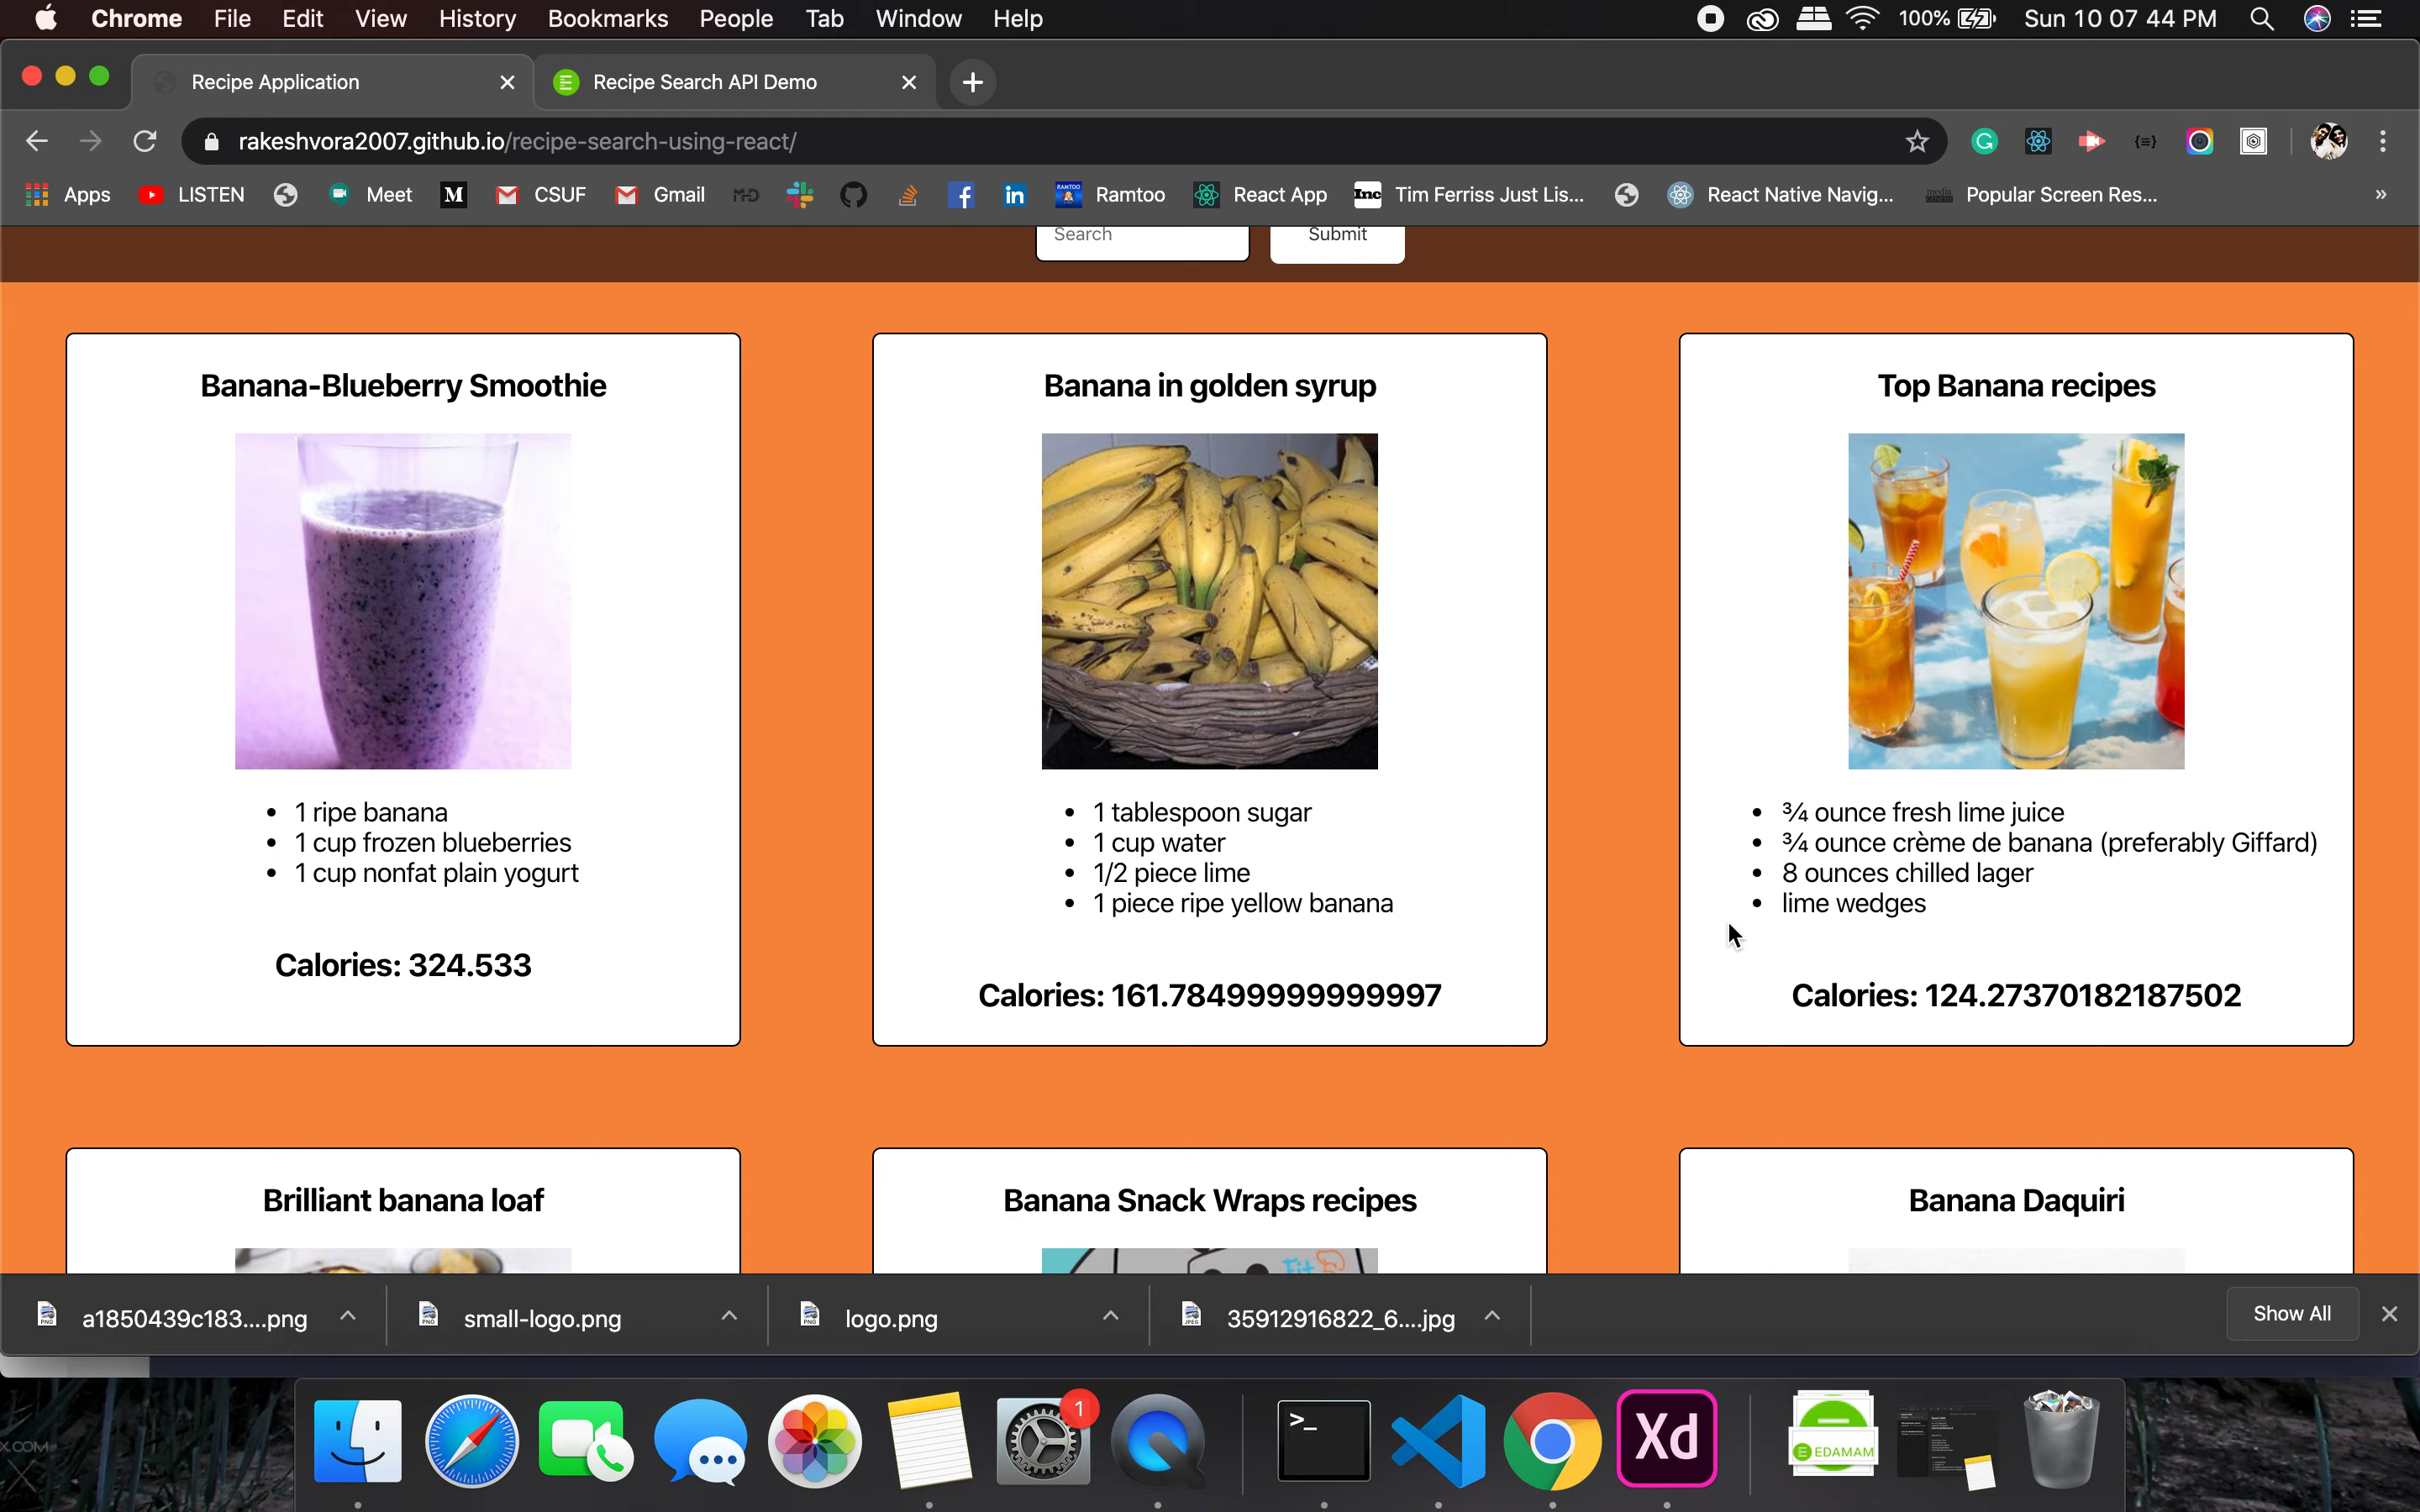 Chrome File Edit View History Bookmarks People Tab Window Help 100% Sun 10 07 44 PM
Recipe Application Recipe Search API Demo
rakeshvora2007.github.io/recipe-search-using-react/
Apps LISTEN Meet M CSUF Gmail Ramtoo React App Inc Tim Ferriss Just Lis... React Native Navig... Popular Screen Res... »
Search Submit
Banana-Blueberry Smoothie
1 ripe banana
1 cup frozen blueberries
1 cup nonfat plain yogurt
Calories: 324.533
Banana in golden syrup
1 tablespoon sugar
1 cup water
1/2 piece lime
1 piece ripe yellow banana
Calories: 161.78499999999997
Top Banana recipes
¾ ounce fresh lime juice
¾ ounce crème de banana (preferably Giffard)
8 ounces chilled lager
lime wedges
Calories: 124.27370182187502
Brilliant banana loaf
Banana Snack Wraps recipes
Fit
Banana Daquiri
a1850439c183....png small-logo.png logo.png 35912916822_6....jpg Show All
X.COM
1
>_
Xd
EDAMAM